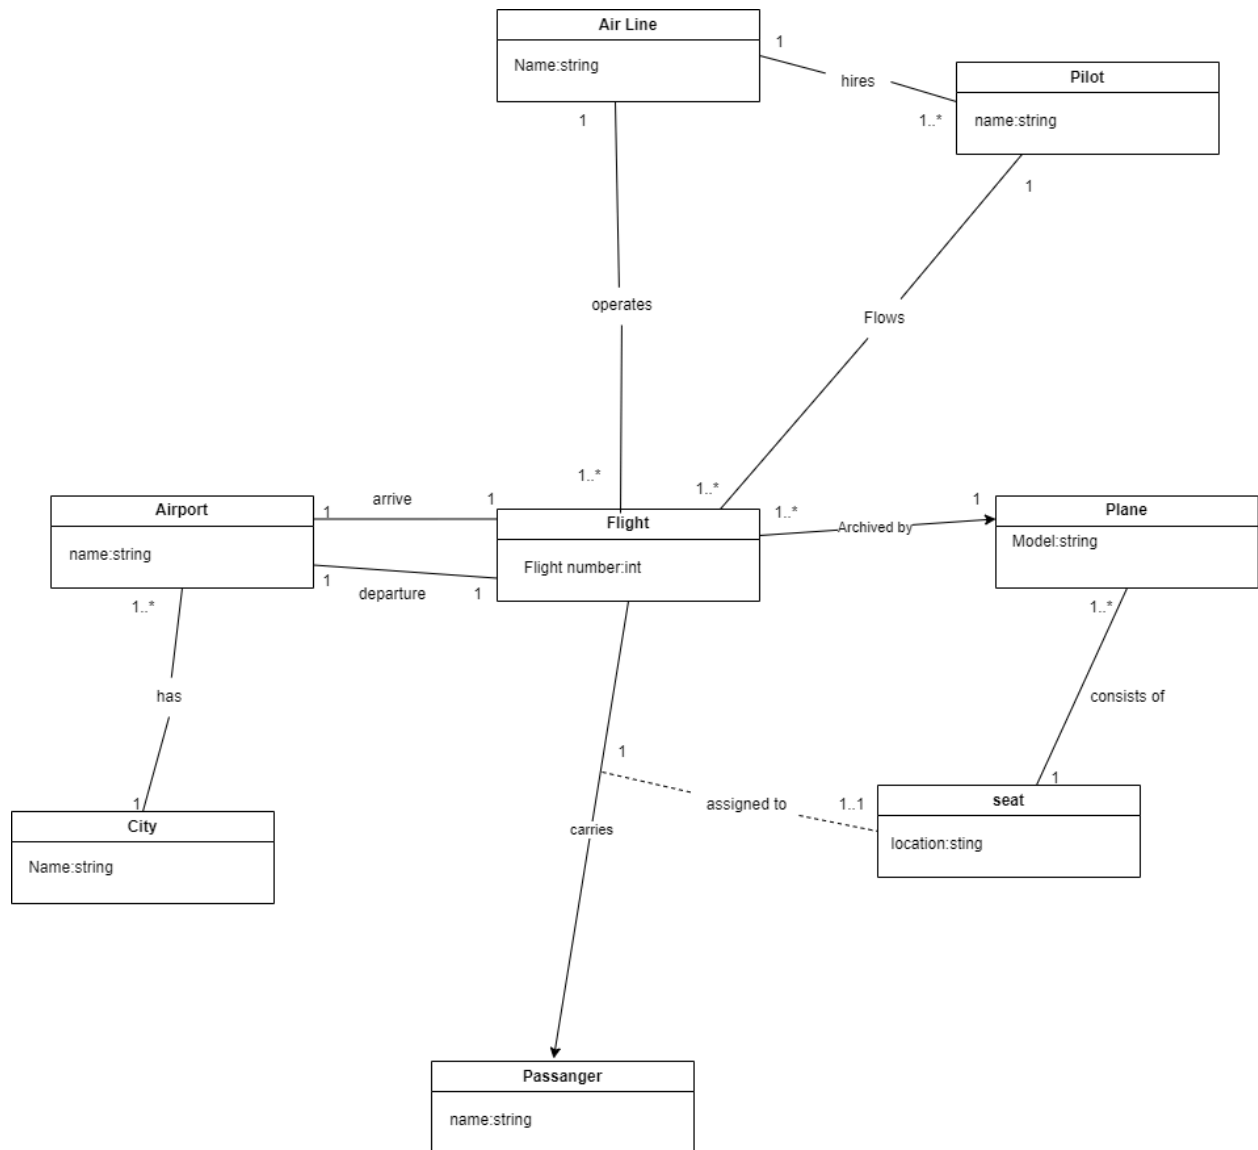 Air Line
Name:string
1
hires
1..*
Pilot
name:string
1
operates
1..*
1
Flows
1..*
Airport
name:string
arrive
1
1
departure
1
1
Flight
Flight number:int
1..*
Archived by
1
Plane
Model:string
1..*
has
1
City
Name:string
1..*
consists of
1
seat
location:sting
1
assigned to
1..1
carries
Passanger
name:string